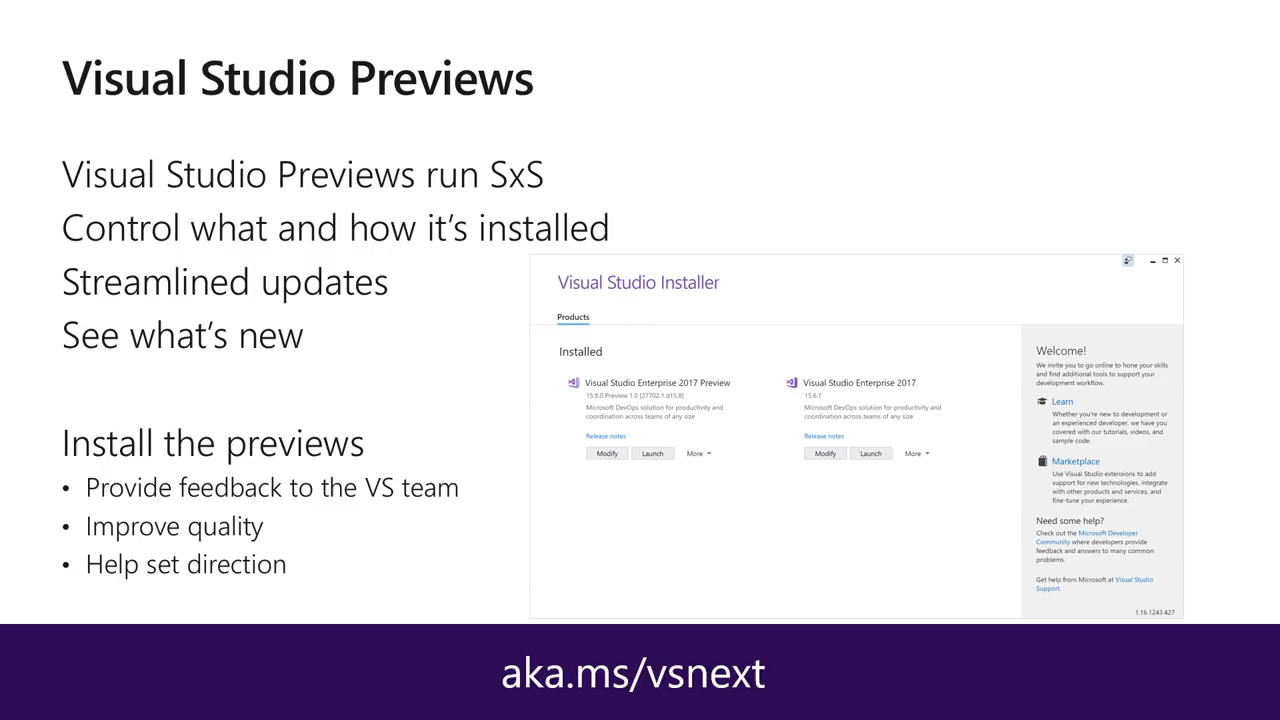 Visual Studio Previews
Visual Studio Previews run SxS
Control what and how it's installed
Streamlined updates
See what's new
Install the previews
• Provide feedback to the VS team
• Improve quality
• Help set direction
Visual Studio Installer
Products
Installed
Visual Studio Enterprise 2017 Preview
15.8.0 Preview 1.0 [27702.1.d15.8]
Microsoft DevOps solution for productivity and
coordination across teams of any size
Release notes
Modify Launch More
Visual Studio Enterprise 2017
15.6.7
Microsoft DevOps solution for productivity and
coordination across teams of any size
Release notes
Modify Launch More
Welcome!
We invite you to go online to hone your skills
and find additional tools to support your
development workflow.
Learn
Whether you're new to development or
an experienced developer, we have you
covered with our tutorials, videos, and
sample code.
Marketplace
Use Visual Studio extensions to add
support for new technologies, integrate
with other products and services, and
fine-tune your experience.
Need some help?
Check out the Microsoft Developer
Community where developers provide
feedback and answers to many common
problems.
Get help from Microsoft at Visual Studio
Support.
1.16.1243.427
aka.ms/vsnext